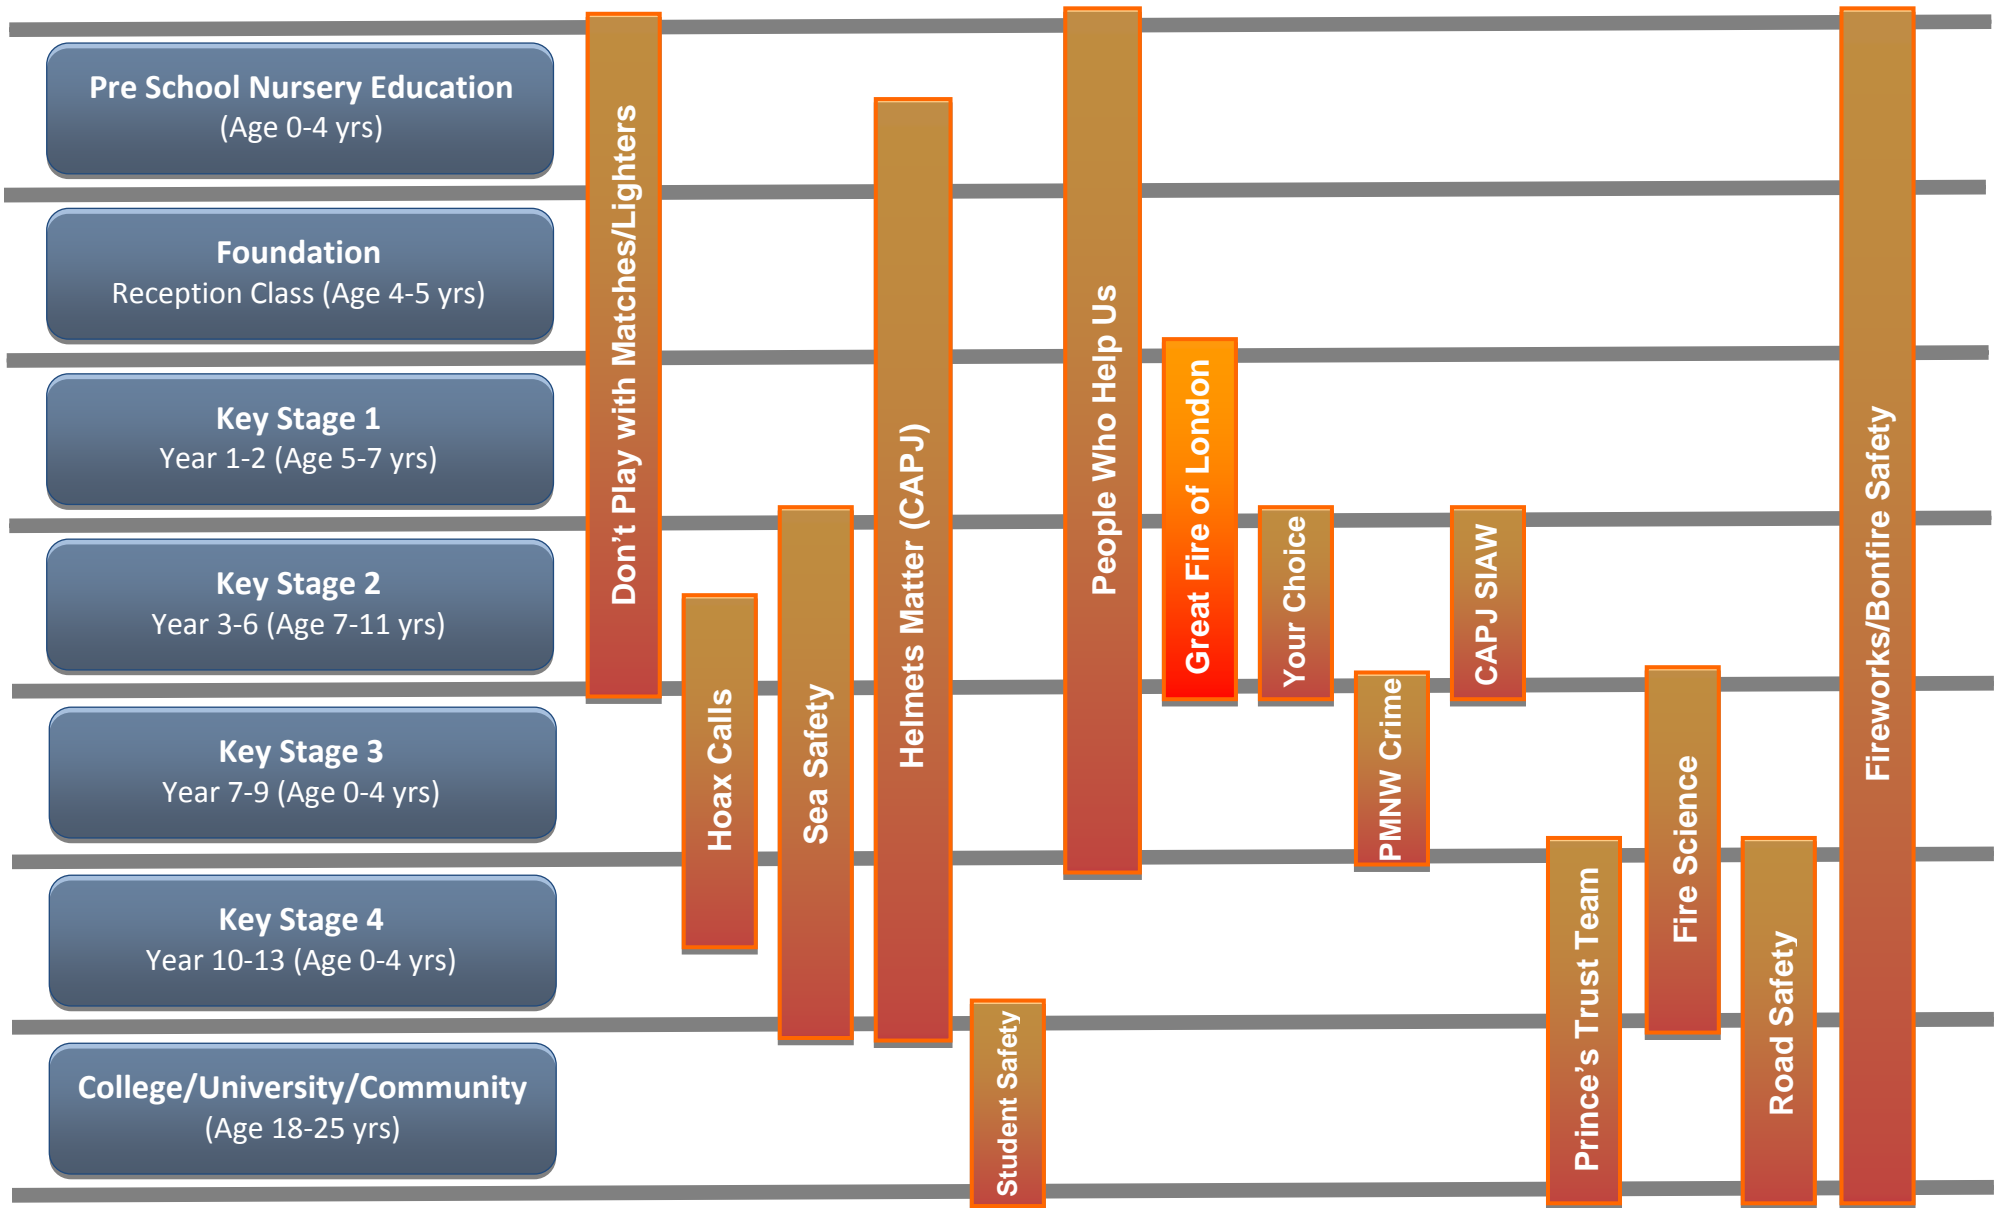 Pre School Nursery Education
(Age 0-4 yrs)
Foundation
Reception Class (Age 4-5 yrs)
Key Stage 1
Year 1-2 (Age 5-7 yrs)
Key Stage 2
Year 3-6 (Age 7-11 yrs)
Key Stage 3
Year 7-9 (Age 0-4 yrs)
Key Stage 4
Year 10-13 (Age 0-4 yrs)
College/University/Community
(Age 18-25 yrs)
Don't Play with Matches/Lighters
Hoax Calls
Sea Safety
Helmets Matter (CAPJ)
Student Safety
People Who Help Us
Great Fire of London
Your Choice
PMNW Crime
CAPJ SIAW
Prince's Trust Team
Fire Science
Road Safety
Fireworks/Bonfire Safety